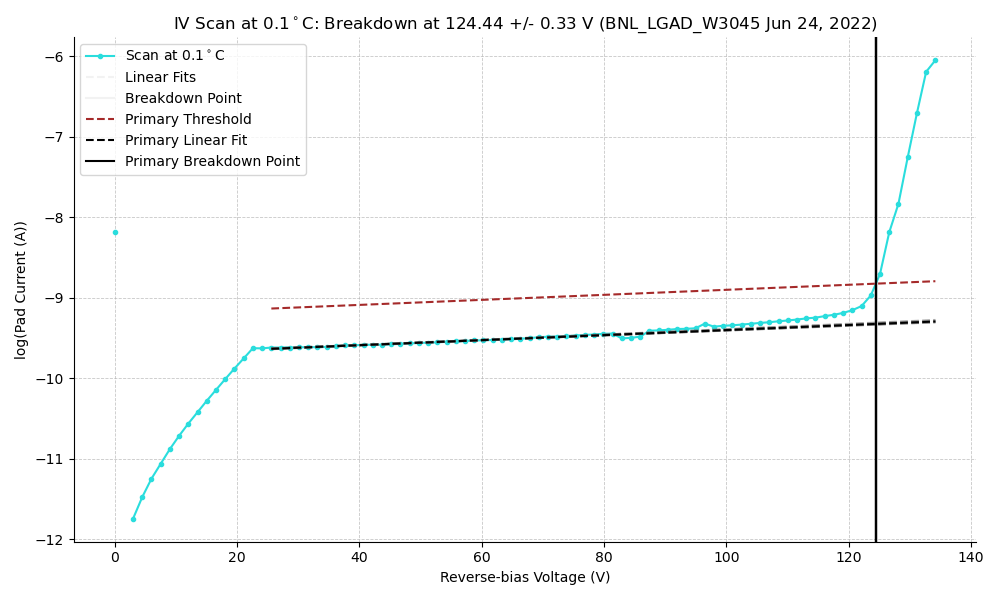 IV Scan at 0.1°C: Breakdown at 124.44 +/- 0.33 V (BNL_LGAD_W3045 Jun 24, 2022)
Scan at 0.1°C
Linear Fits
Breakdown Point
Primary Threshold
Primary Linear Fit
Primary Breakdown Point
log(Pad Current (A))
−6
−7
−8
−9
−10
−11
−12
0 20 40 60 80 100 120 140
Reverse-bias Voltage (V)